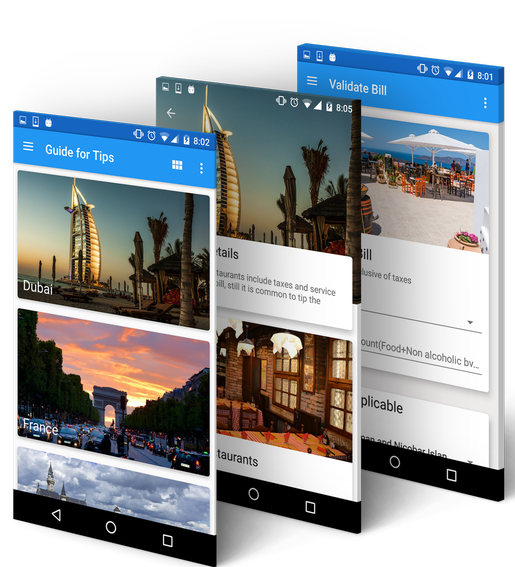 8:02
Guide for Tips
Dubai
France
8:05
etails
taurants include taxes and service
bill, still it is common to tip the
taurants
8:01
Validate Bill
ill
lusive of taxes
ount(Food+Non alcoholic bv...
plicable
man and Nicobar Islan